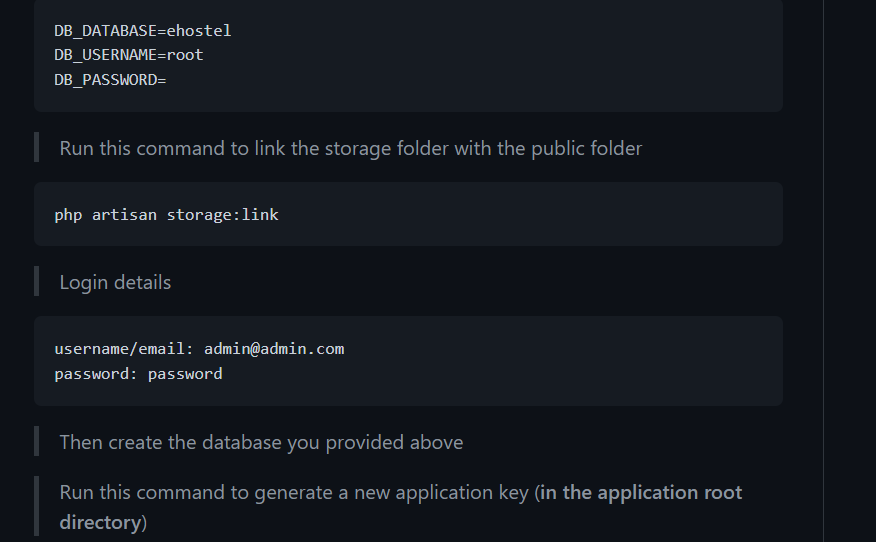 DB_DATABASE=ehostel
DB_USERNAME=root
DB_PASSWORD=
Run this command to link the storage folder with the public folder
php artisan storage:link
Login details
username/email: admin@admin.com
password: password
Then create the database you provided above
Run this command to generate a new application key (in the application root
directory)